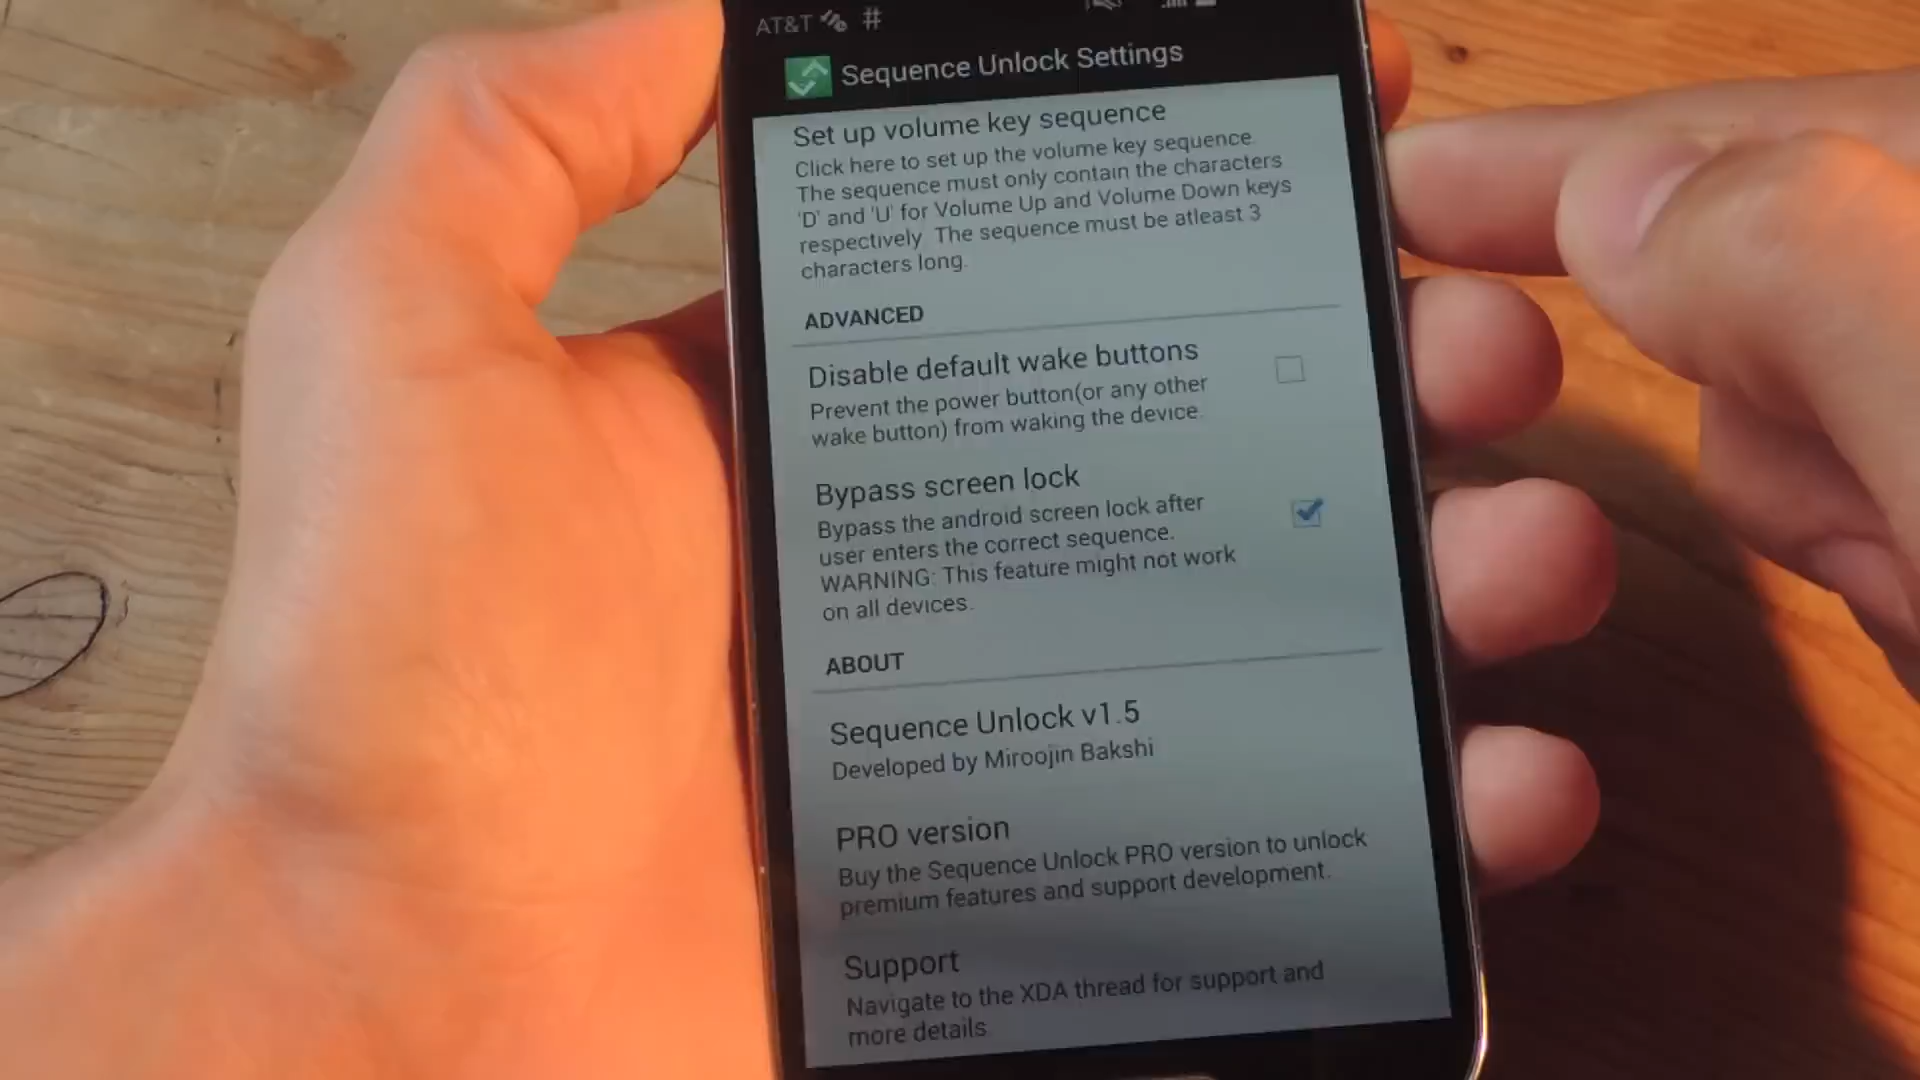 AT&T #
Sequence Unlock Settings
Set up volume key sequence
Click here to set up the volume key sequence.
The sequence must only contain the characters
'D' and 'U' for Volume Up and Volume Down keys
respectively. The sequence must be atleast 3
characters long.
ADVANCED
Disable default wake buttons
Prevent the power button(or any other
wake button) from waking the device.
Bypass screen lock
Bypass the android screen lock after
user enters the correct sequence.
WARNING: This feature might not work
on all devices.
ABOUT
Sequence Unlock v1.5
Developed by Miroojin Bakshi
PRO version
Buy the Sequence Unlock PRO version to unlock
premium features and support development.
Support
Navigate to the XDA thread for support and
more details.